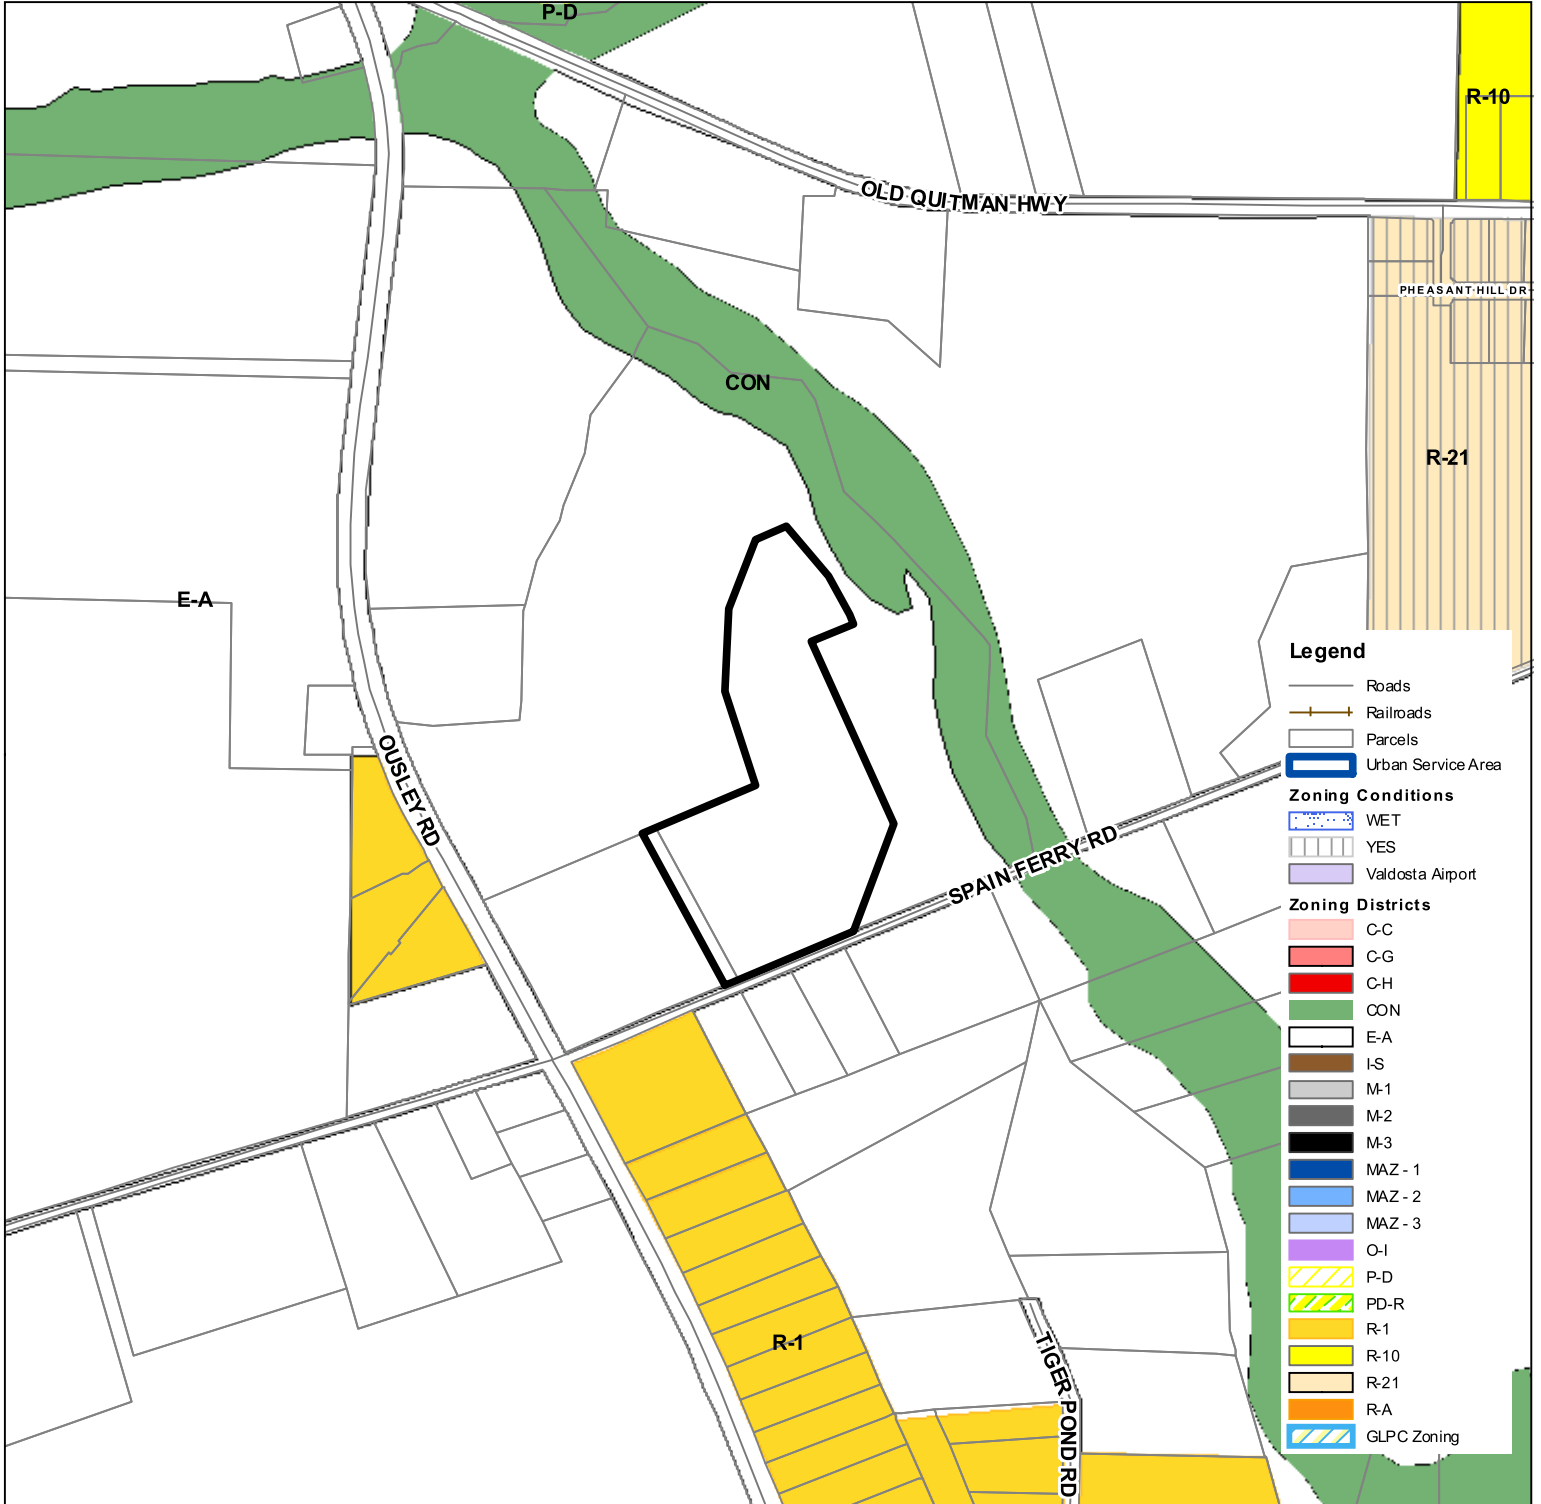 P-D
R-10
OLD QUITMAN HWY
PHEASANT HILL DR
CON
R-21
E-A
OUSLEY RD
SPAIN FERRY RD
R-1
TIGER POND RD
Legend
Roads
Railroads
Parcels
Urban Service Area
Zoning Conditions
WET
YES
Valdosta Airport
Zoning Districts
C-C
C-G
C-H
CON
E-A
I-S
M-1
M-2
M-3
MAZ - 1
MAZ - 2
MAZ - 3
O-I
P-D
PD-R
R-1
R-10
R-21
R-A
GLPC Zoning